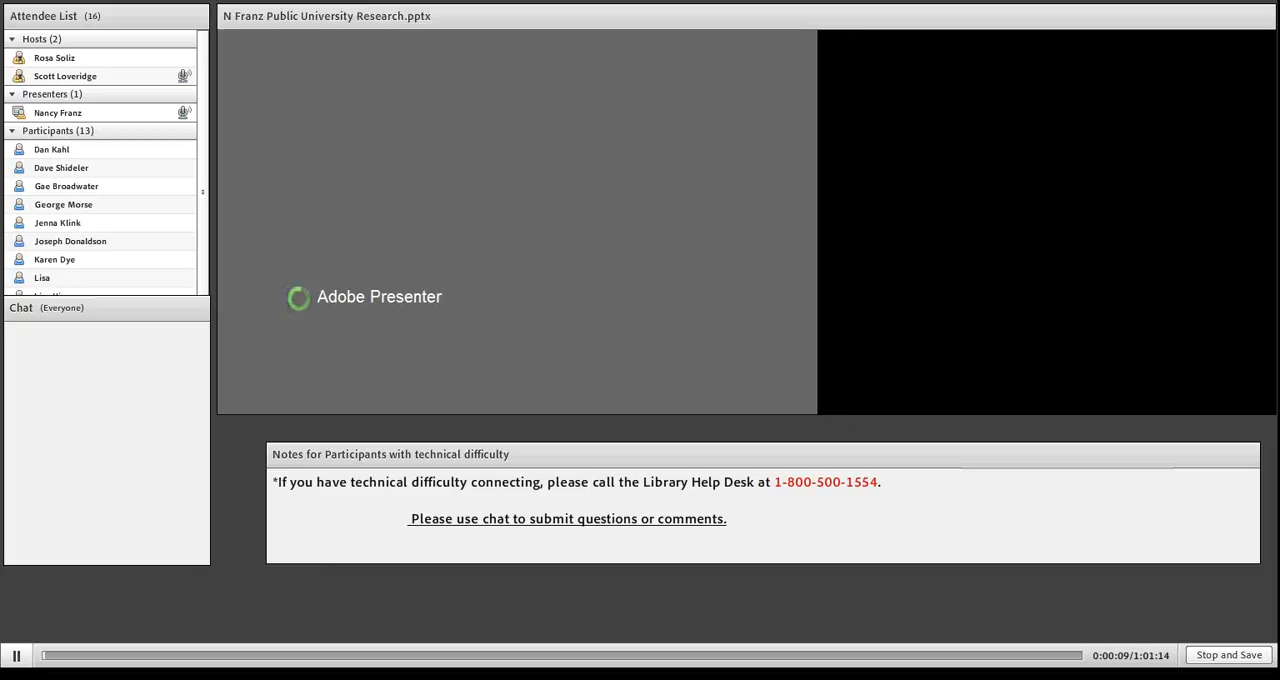 Attendee List (16)
Hosts (2)
Rosa Soliz
Scott Loveridge
Presenters (1)
Nancy Franz
Participants (13)
Dan Kahl
Dave Shideler
Gae Broadwater
George Morse
Jenna Klink
Joseph Donaldson
Karen Dye
Lisa
Chat (Everyone)
N Franz Public University Research.pptx
Adobe Presenter
Notes for Participants with technical difficulty
*If you have technical difficulty connecting, please call the Library Help Desk at 1-800-500-1554.
Please use chat to submit questions or comments.
0:00:09/1:01:14
Stop and Save